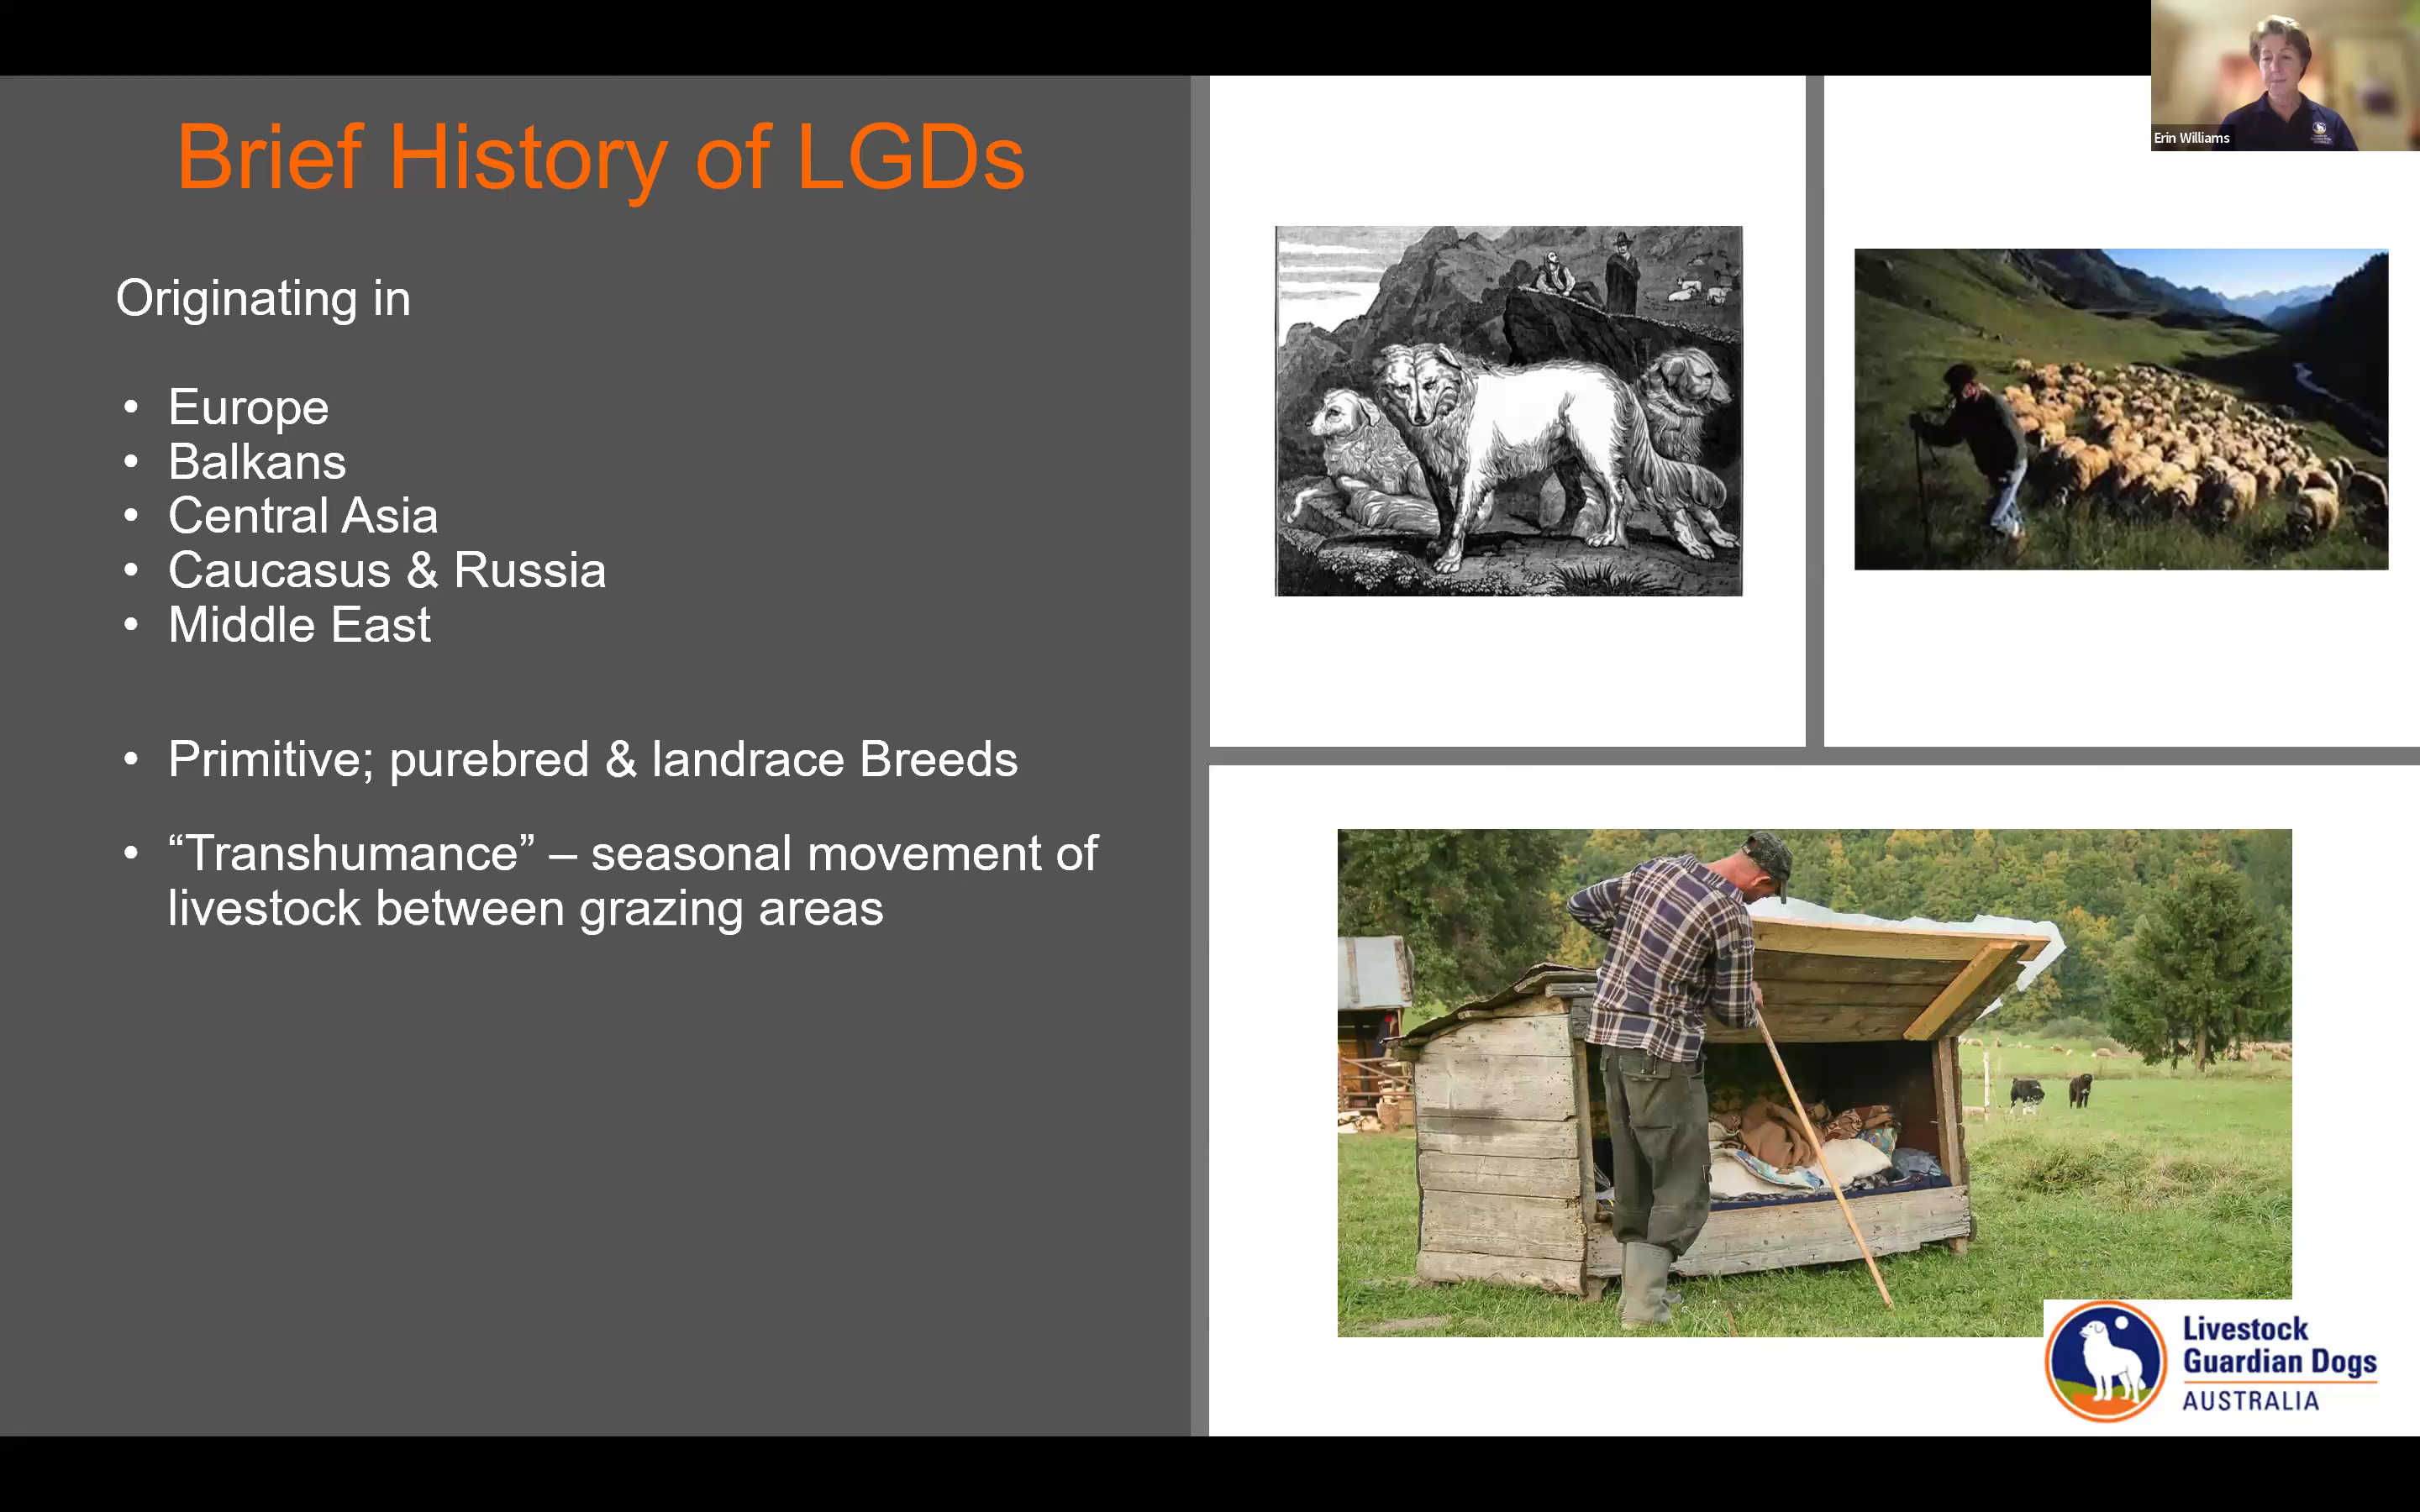 Brief History of LGDs
Originating in
• Europe
• Balkans
• Central Asia
• Caucasus & Russia
• Middle East
• Primitive; purebred & landrace Breeds
• “Transhumance” – seasonal movement of
livestock between grazing areas
Erin Williams
Livestock
Guardian Dogs
AUSTRALIA